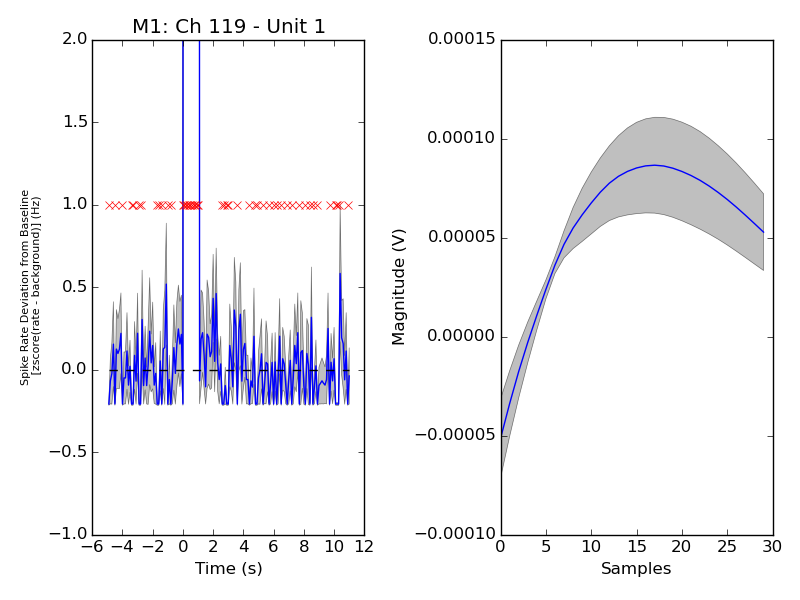 M1: Ch 119 - Unit 1
2.0
1.5
1.0
0.5
0.0
−0.5
−1.0
−6 −4 −2 0 2 4 6 8 10 12
Time (s)
Spike Rate Deviation from Baseline
[zscore(rate - background)] (Hz)
0.00015
0.00010
0.00005
0.00000
−0.00005
−0.00010
0 5 10 15 20 25 30
Samples
Magnitude (V)